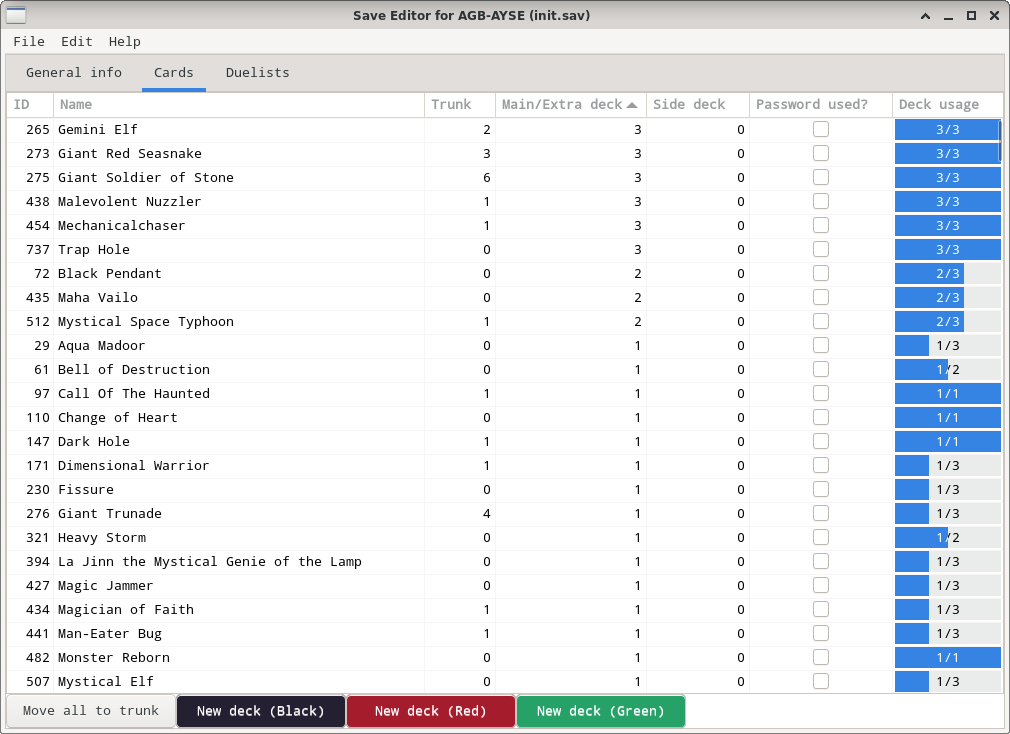 Save Editor for AGB-AYSE (init.sav)
File Edit Help
General info Cards Duelists
ID Name Trunk Main/Extra deck Side deck Password used? Deck usage
265 Gemini Elf 2 3 0 3/3
273 Giant Red Seasnake 3 3 0 3/3
275 Giant Soldier of Stone 6 3 0 3/3
438 Malevolent Nuzzler 1 3 0 3/3
454 Mechanicalchaser 1 3 0 3/3
737 Trap Hole 0 3 0 3/3
72 Black Pendant 0 2 0 2/3
435 Maha Vailo 0 2 0 2/3
512 Mystical Space Typhoon 1 2 0 2/3
29 Aqua Madoor 0 1 0 1/3
61 Bell of Destruction 0 1 0 1/2
97 Call Of The Haunted 1 1 0 1/1
110 Change of Heart 0 1 0 1/1
147 Dark Hole 1 1 0 1/1
171 Dimensional Warrior 1 1 0 1/3
230 Fissure 0 1 0 1/3
276 Giant Trunade 4 1 0 1/3
321 Heavy Storm 0 1 0 1/2
394 La Jinn the Mystical Genie of the Lamp 0 1 0 1/3
427 Magic Jammer 0 1 0 1/3
434 Magician of Faith 1 1 0 1/3
441 Man-Eater Bug 1 1 0 1/3
482 Monster Reborn 0 1 0 1/1
507 Mystical Elf 0 1 0 1/3
Move all to trunk New deck (Black) New deck (Red) New deck (Green)